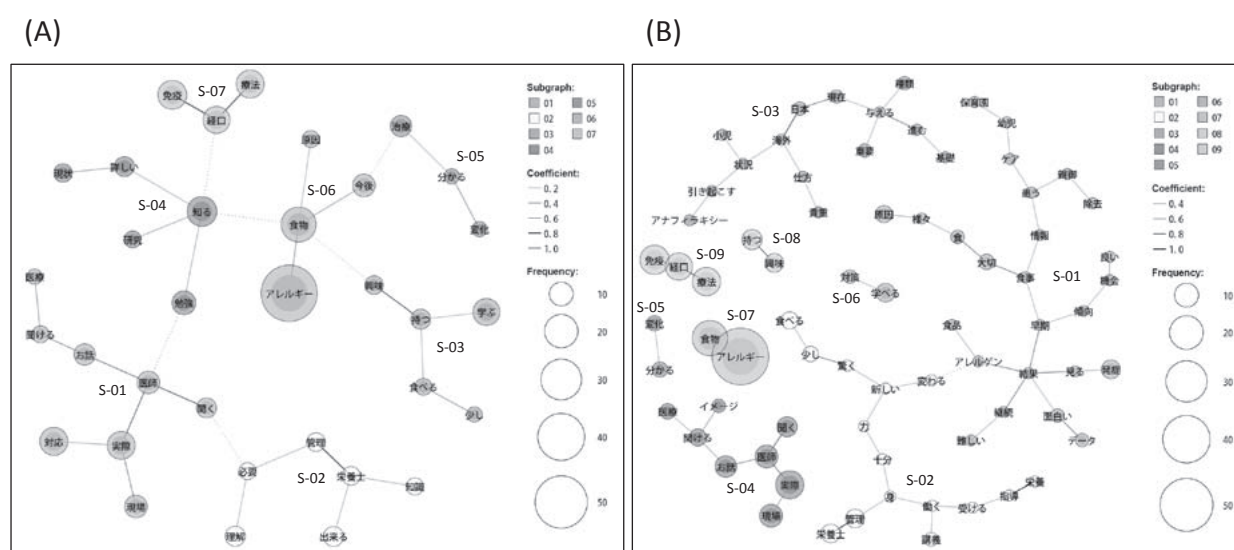 (A)
(B)
療法
免疫
S-07
経口
原因
治療
現状
詳しい
S-06
今後
S-05
分かる
S-04
知る
食物
変化
研究
医療
アレルギー
勉強
興味
聞ける
お話
持つ
学ぶ
S-03
S-01
医師
食べる
聞く
少し
対応
実際
管理
必要
S-02
栄養士
知識
現場
理解
出来る
Subgraph:
01
02
03
04
05
06
07
Coefficient:
0.2
0.4
0.6
0.8
1.0
Frequency:
10
20
30
40
50
種類
現在
日本
S-03
与える
保育園
幼児
小児
海外
進む
状況
重要
基礎
ケア
仕方
親御
引き起こす
患う
除去
アナフィラキシー
貴重
原因
種々
情報
持つ
S-08
食
興味
大切
良い
免疫
S-09
経口
療法
対策
機会
食事
S-01
S-06
学べる
傾向
S-05
変化
S-07
食べる
食品
早期
食物
アレルギー
少し
アレルゲン
分かる
驚く
結果
見る
発症
新しい
変わる
医療
イメージ
継続
面白い
聞ける
聞く
力
難しい
データ
お話
医師
十分
S-04
実際
S-02
栄養
身
指導
現場
管理
働く
受ける
栄養士
講義
Subgraph:
01
02
03
04
05
06
07
08
09
Coefficient:
0.4
0.6
0.8
1.0
Frequency:
10
20
30
40
50